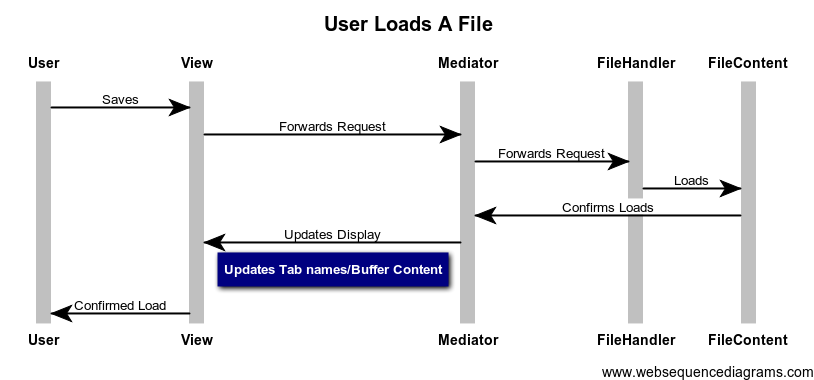 User Loads A File
User View Mediator FileHandler FileContent
Saves
Forwards Request
Forwards Request
Loads
Confirms Loads
Updates Display
Updates Tab names/Buffer Content
Confirmed Load
User View Mediator FileHandler FileContent
www.websequencediagrams.com